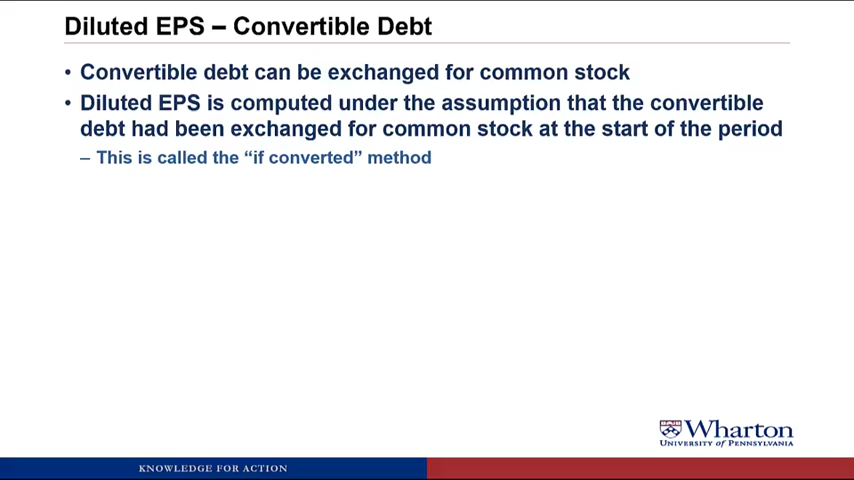 Diluted EPS – Convertible Debt
• Convertible debt can be exchanged for common stock
• Diluted EPS is computed under the assumption that the convertible
debt had been exchanged for common stock at the start of the period
– This is called the “if converted” method
Wharton
UNIVERSITY of PENNSYLVANIA
KNOWLEDGE FOR ACTION